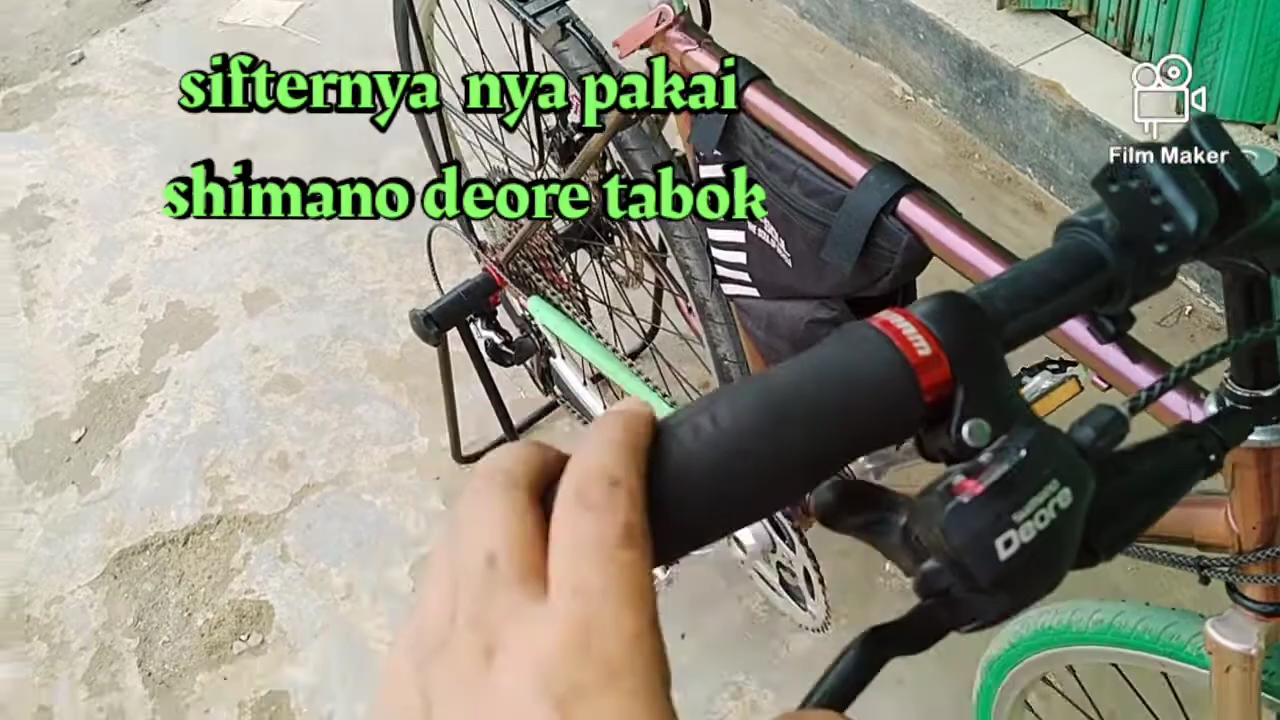 sifternya nya pakai
shimano deore tabok
Film Maker
Deore